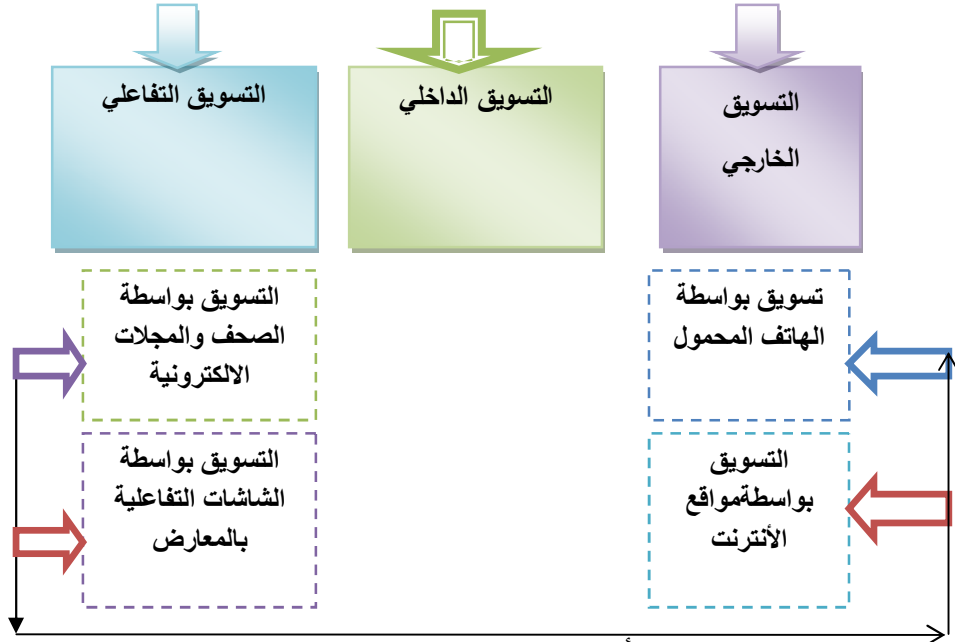 التسويق
الخارجي
التسويق الداخلي
التسويق التفاعلي
تسويق بواسطة
الهاتف المحمول
التسويق بواسطة
الصحف والمجلات
الالكترونية
التسويق
بواسطةمواقع
الأنترنت
التسويق بواسطة
الشاشات التفاعلية
بالمعارض